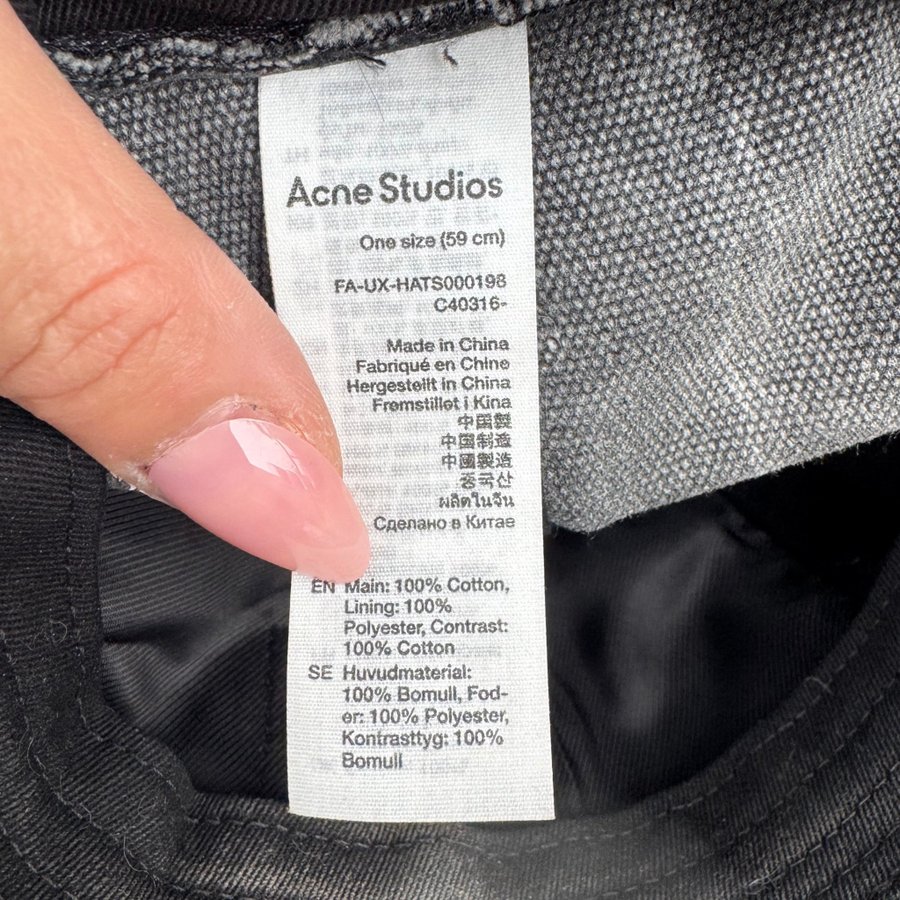 Acne Studios
One size (59 cm)
FA-UX-HATS000198
C40316-
Made in China
Fabriqué en Chine
Hergestellt in China
Fremstillet i Kina
中国製
中国制造
中國製造
중국산
ผลิตในจีน
Сделано в Китае
EN Main: 100% Cotton,
Lining: 100%
Polyester, Contrast:
100% Cotton
SE Huvudmaterial:
100% Bomull, Fod-
er: 100% Polyester,
Kontrasttyg: 100%
Bomull